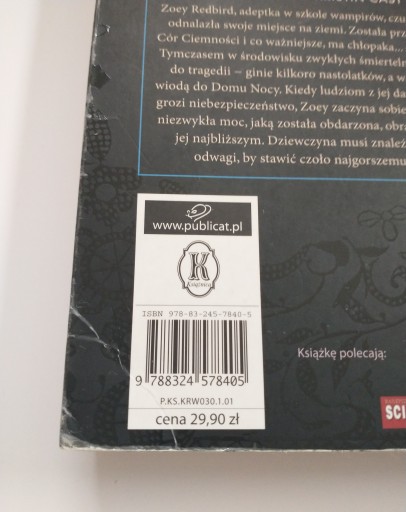 Zoey Redbird, adeptka w szkole wampirów, czu
odnalazła swoje miejsce na ziemi. Została prz
Cór Ciemności i co ważniejsze, ma chłopaka...
Tymczasem w środowisku zwykłych śmierteln
do tragedii – ginie kilkoro nastolatków, a w
wiodą do Domu Nocy. Kiedy ludziom z jej da
grozi niebezpieczeństwo, Zoey zaczyna sobie
niezwykła moc, jaką została obdarzona, obra
jej najbliższym. Dziewczyna musi znaleź
odwagi, by stawić czoło najgorszemu
www.publicat.pl
K
Książnica
ISBN 978-83-245-7840-5
9 788324 578405
P.KS.KRW030.1.01
cena 29,90 zł
Książkę polecają:
SCI